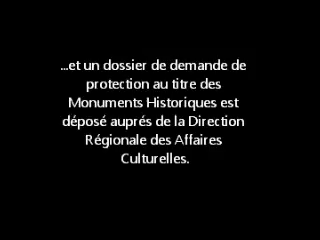 ...et un dossier de demande de
protection au titre des
Monuments Historiques est
déposé auprés de la Direction
Régionale des Affaires
Culturelles.